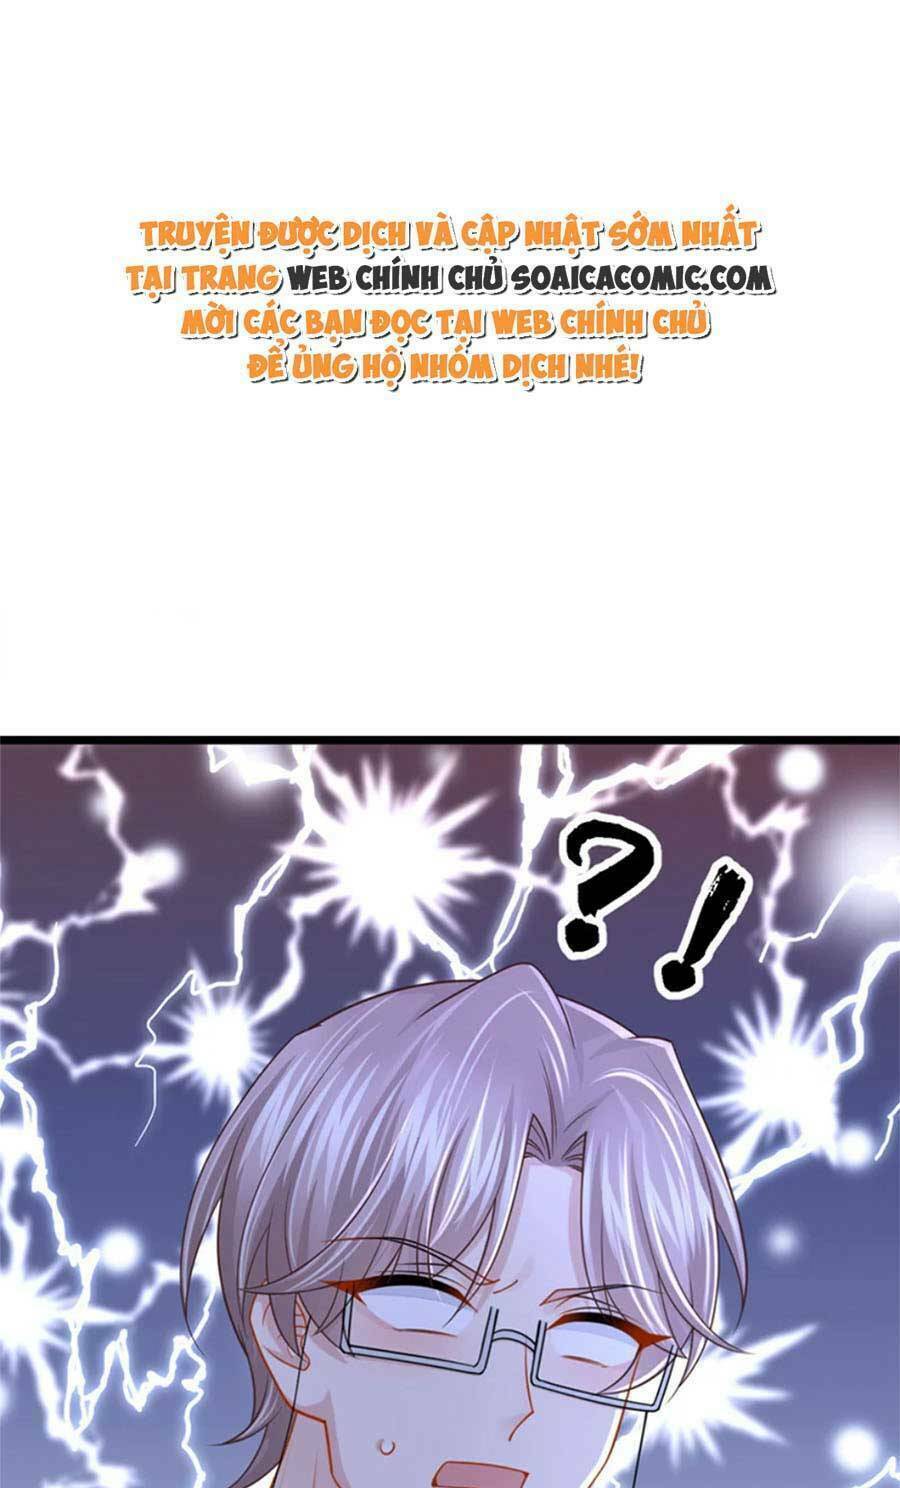 TRUYỆN ĐƯỢC DỊCH VÀ CẬP NHẬT SỚM NHẤT
TẠI TRANG WEB CHÍNH CHỦ SOAICACOMIC.COM
MỜI CÁC BẠN ĐỌC TẠI WEB CHÍNH CHỦ
ĐỂ ỦNG HỘ NHÓM DỊCH NHÉ!
?!